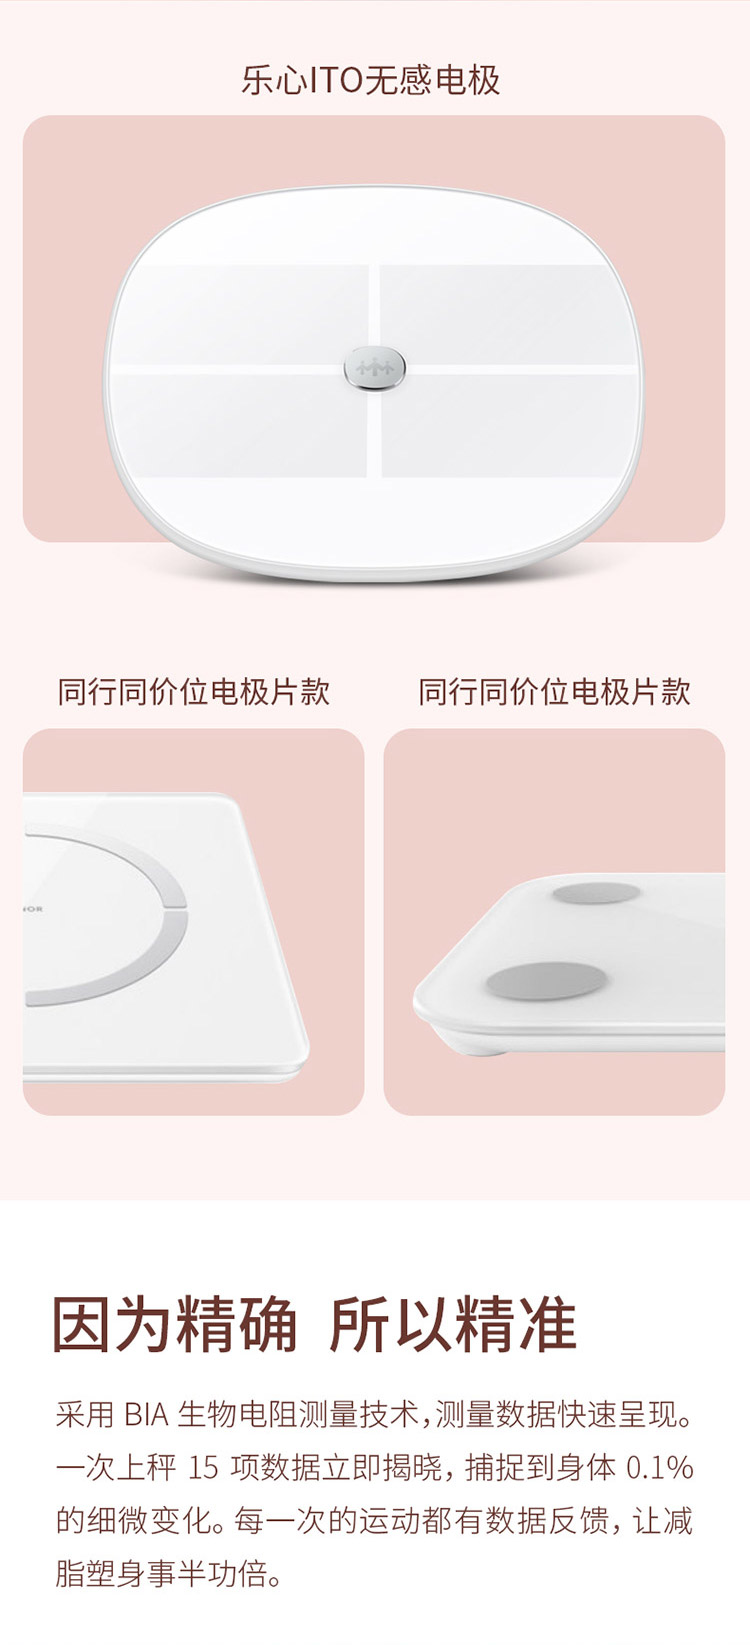 乐心ITO无感电极
同行同价位电极片款
同行同价位电极片款
因为精确 所以精准
采用 BIA 生物电阻测量技术，测量数据快速呈现。
一次上秤 15 项数据立即揭晓，捕捉到身体 0.1%
的细微变化。每一次的运动都有数据反馈，让减
脂塑身事半功倍。